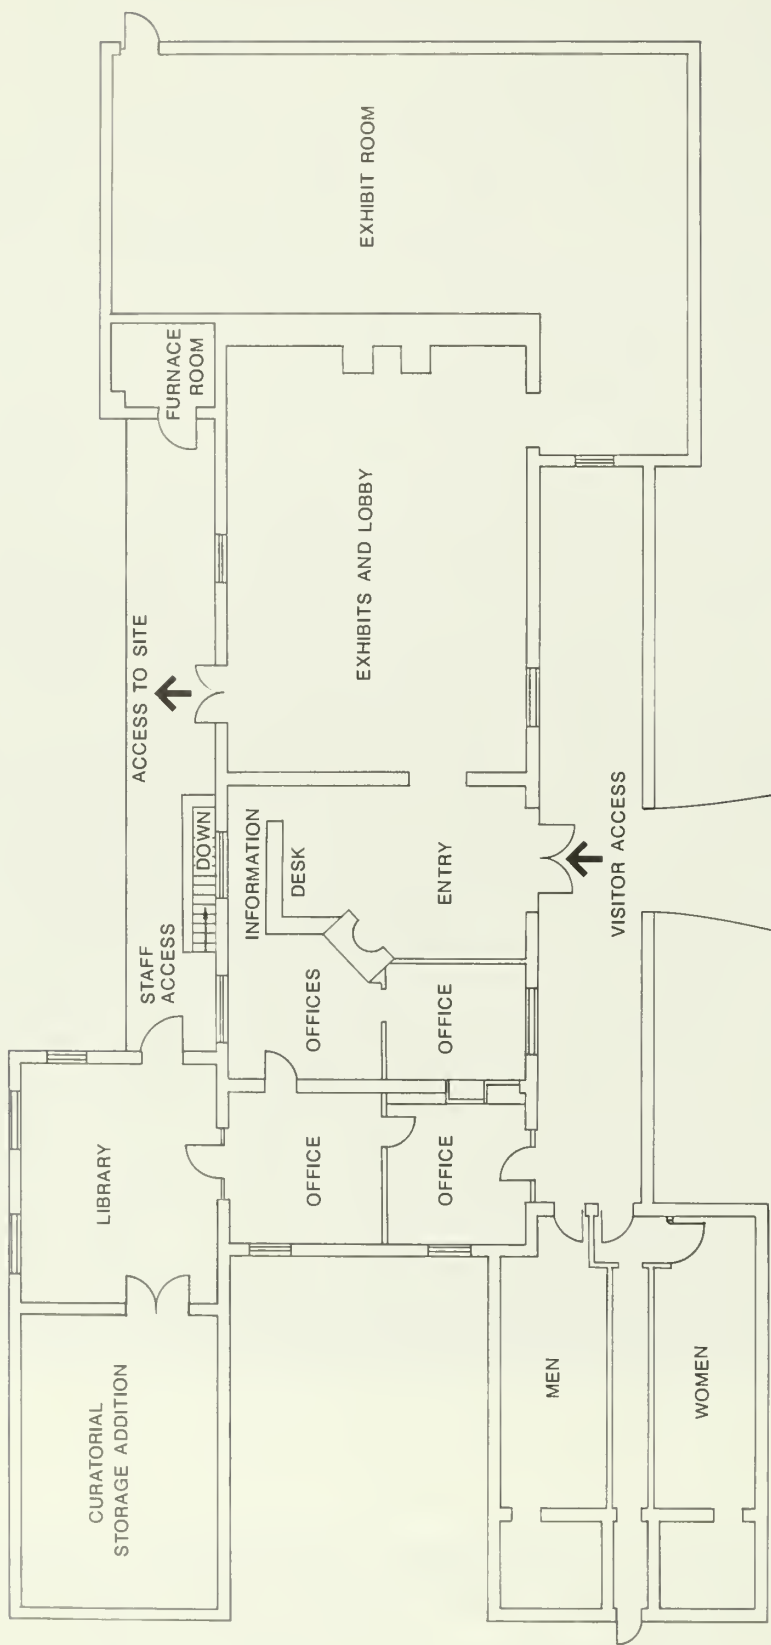 CURATORIAL
STORAGE ADDITION
LIBRARY
STAFF
ACCESS
DOWN
ACCESS TO SITE
FURNACE
ROOM
OFFICE
OFFICES
INFORMATION
DESK
EXHIBITS AND LOBBY
EXHIBIT ROOM
OFFICE
OFFICE
ENTRY
MEN
VISITOR ACCESS
WOMEN